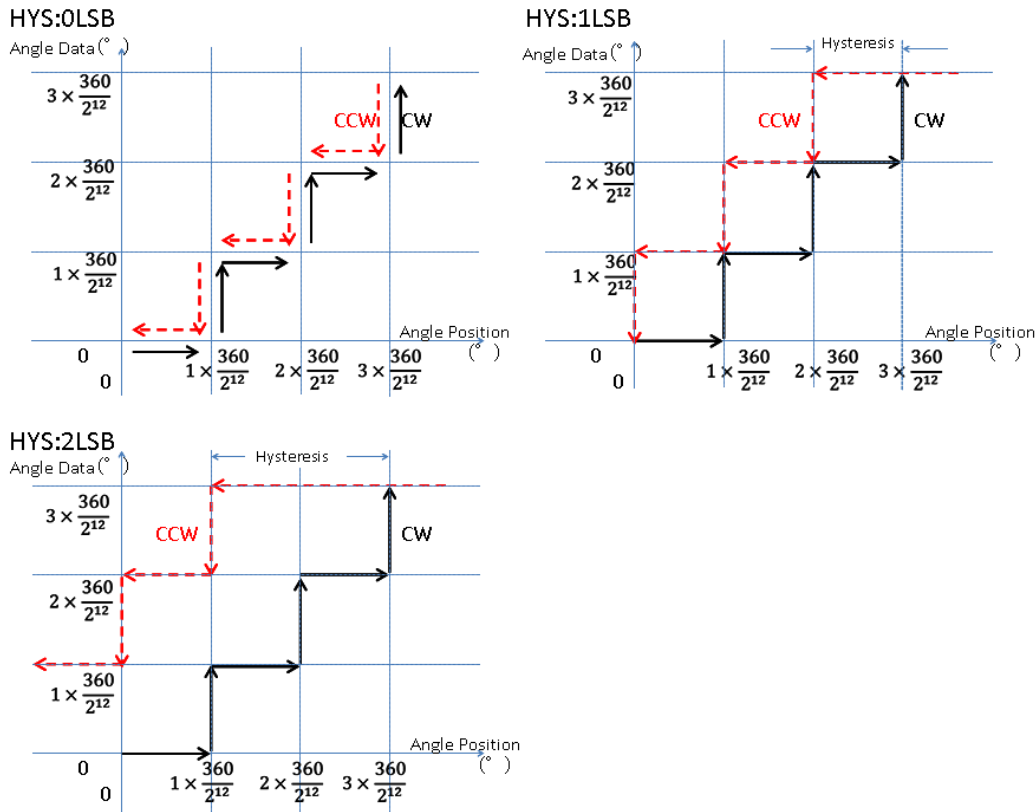 HYS:0LSB
Angle Data(°)
3 × 360/2¹²
CCW
CW
2 × 360/2¹²
1 × 360/2¹²
Angle Position
(°)
0
1 × 360/2¹² 2 × 360/2¹² 3 × 360/2¹²
0
HYS:1LSB
Angle Data(°)
Hysteresis
3 × 360/2¹²
CCW
CW
2 × 360/2¹²
1 × 360/2¹²
Angle Position
(°)
0
1 × 360/2¹² 2 × 360/2¹² 3 × 360/2¹²
0
HYS:2LSB
Angle Data(°)
Hysteresis
3 × 360/2¹²
CCW
CW
2 × 360/2¹²
1 × 360/2¹²
Angle Position
(°)
0
1 × 360/2¹² 2 × 360/2¹² 3 × 360/2¹²
0